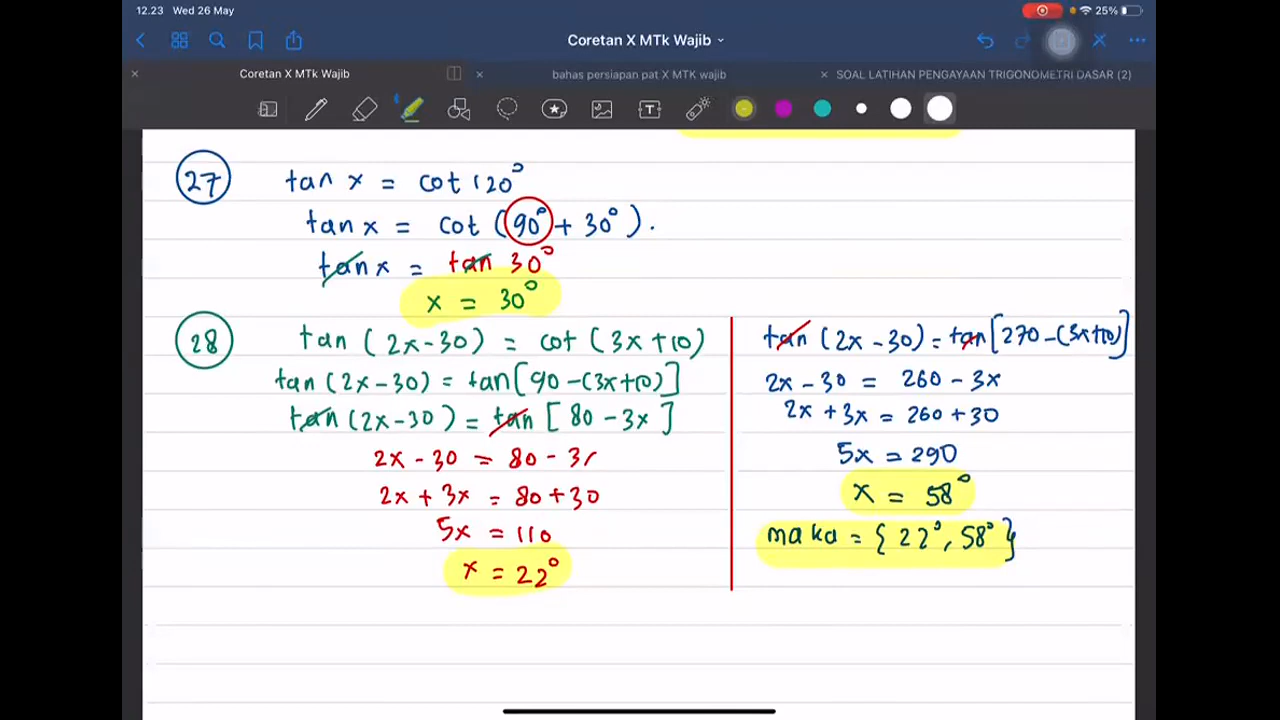 12.23 Wed 26 May
25%
Coretan X MTk Wajib
Coretan X MTk Wajib
bahas persiapan pat X MTK wajib
SOAL LATIHAN PENGAYAAN TRIGONOMETRI DASAR (2)
27
tan x = cot 120°
tan x = cot (90° + 30°).
tan x = tan 30°
x = 30°
28
tan (2x-30) = cot (3x+10)
tan (2x-30) = tan[90-(3x+10)]
tan (2x-30) = tan [80-3x]
2x - 30 = 80 - 3x
2x + 3x = 80+30
5x = 110
x = 22°
tan (2x-30) = tan[270-(3x+10)]
2x-30 = 260-3x
2x+3x = 260+30
5x = 290
x = 58°
maka = {22°, 58°}